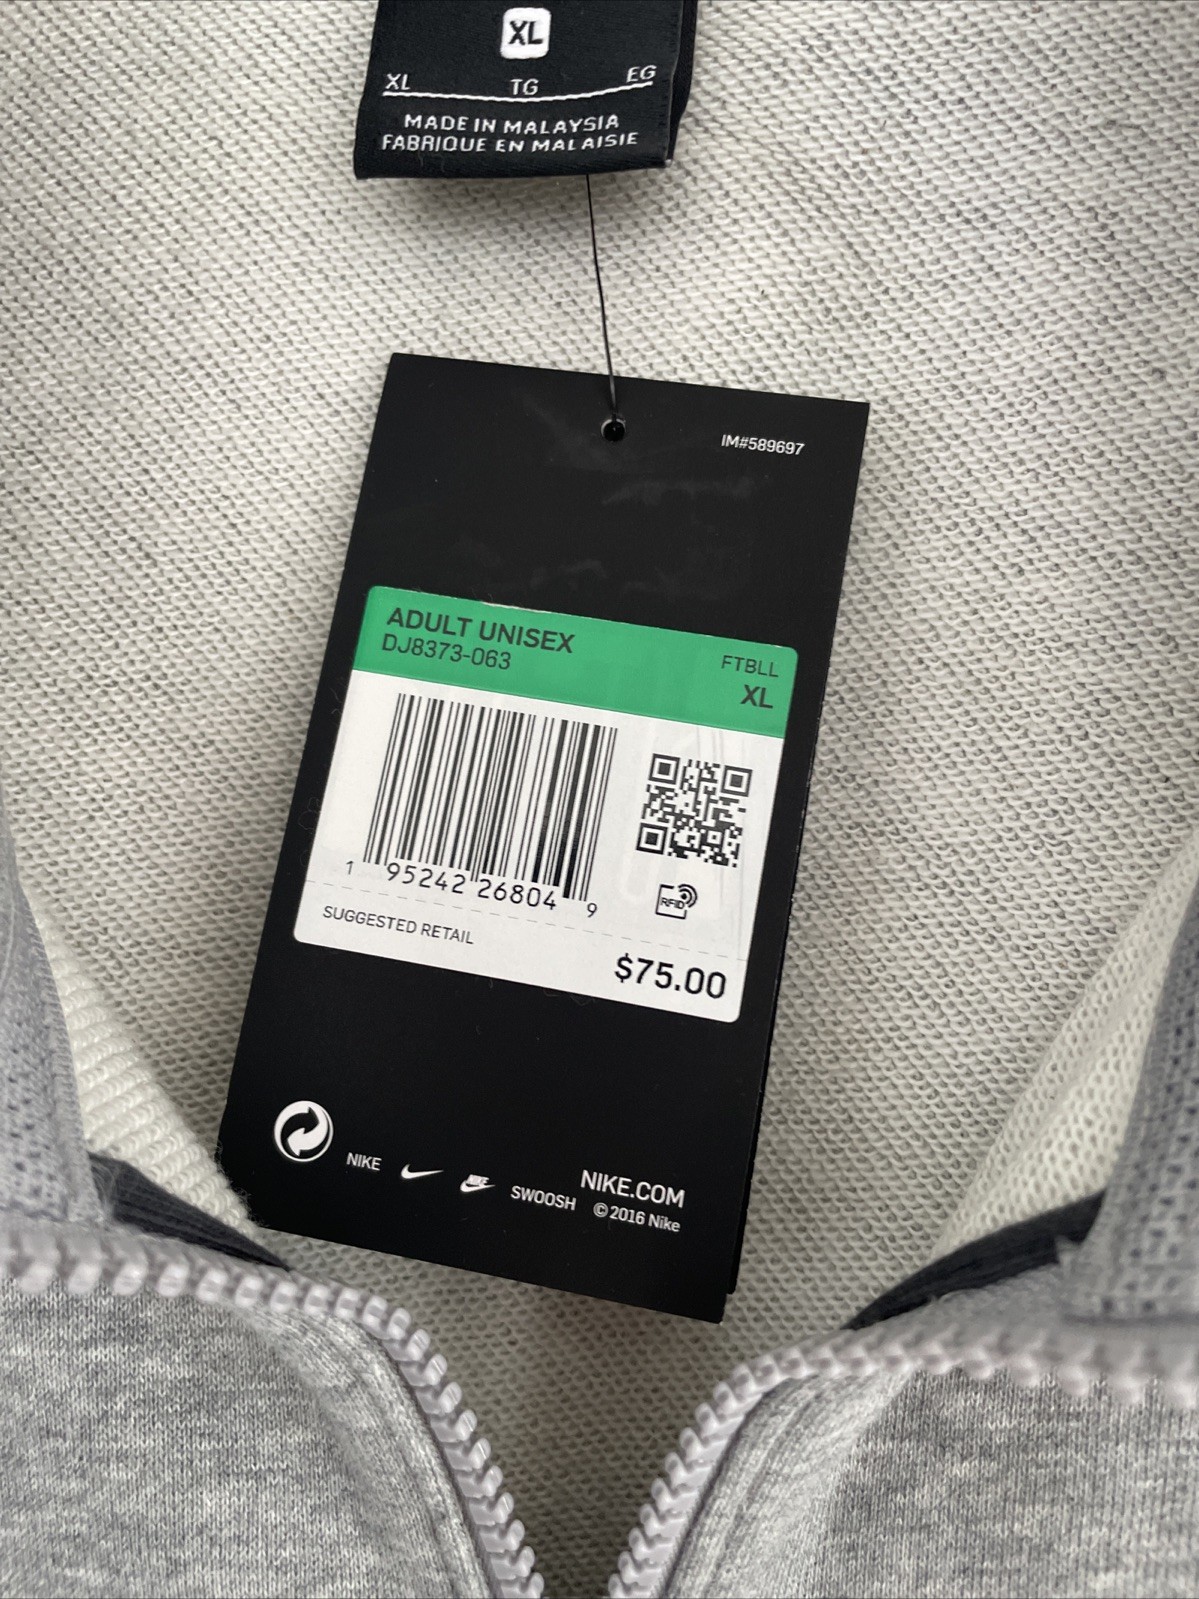 XL
XL TG EG
MADE IN MALAYSIA
FABRIQUE EN MALAISIE
IM#589697
ADULT UNISEX
DJ8373-063
FTBLL
XL
1 95242 26804 9
RFID
SUGGESTED RETAIL
$75.00
NIKE NIKE SWOOSH
NIKE.COM
© 2016 Nike